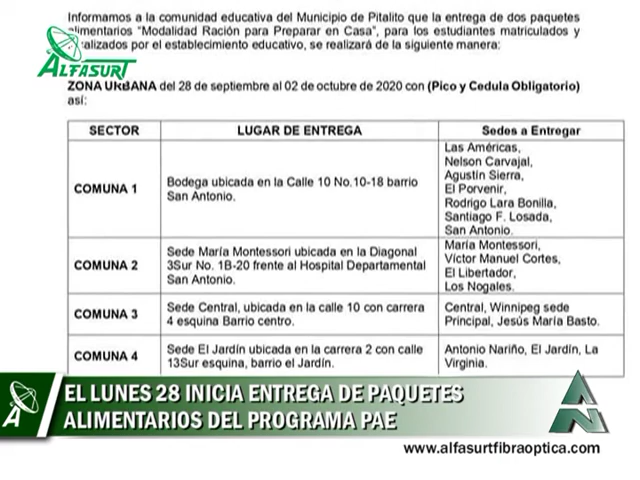 Informamos a la comunidad educativa del Municipio de Pitalito que la entrega de dos paquetes
alimentarios "Modalidad Ración para Preparar en Casa", para los estudiantes matriculados y
por el establecimiento educativo, se realizará de la siguiente manera:
ALFASURT
ZONA URBANA del 28 de septiembre al 02 de octubre de 2020 con (Pico y Cedula Obligatorio)
así:
SECTOR LUGAR DE ENTREGA Sedes a Entregar
COMUNA 1
Bodega ubicada en la Calle 10 No.10-18 barrio
San Antonio.
Las Américas,
Nelson Carvajal,
Agustín Sierra,
El Porvenir,
Rodrigo Lara Bonilla,
Santiago F. Losada,
San Antonio.
COMUNA 2
Sede María Montessori ubicada en la Diagonal
3Sur No. 1B-20 frente al Hospital Departamental
San Antonio.
María Montessori,
Víctor Manuel Cortes,
El Libertador,
Los Nogales.
COMUNA 3
Sede Central, ubicada en la calle 10 con carrera
4 esquina Barrio centro.
Central, Winnipeg sede
Principal, Jesús María Basto.
COMUNA 4
Sede El Jardín ubicada en la carrera 2 con calle
13Sur esquina, barrio el Jardín.
Antonio Nariño, El Jardín, La
Virginia.
EL LUNES 28 INICIA ENTREGA DE PAQUETES
ALIMENTARIOS DEL PROGRAMA PAE
A
AN
www.alfasurtfibraoptica.com